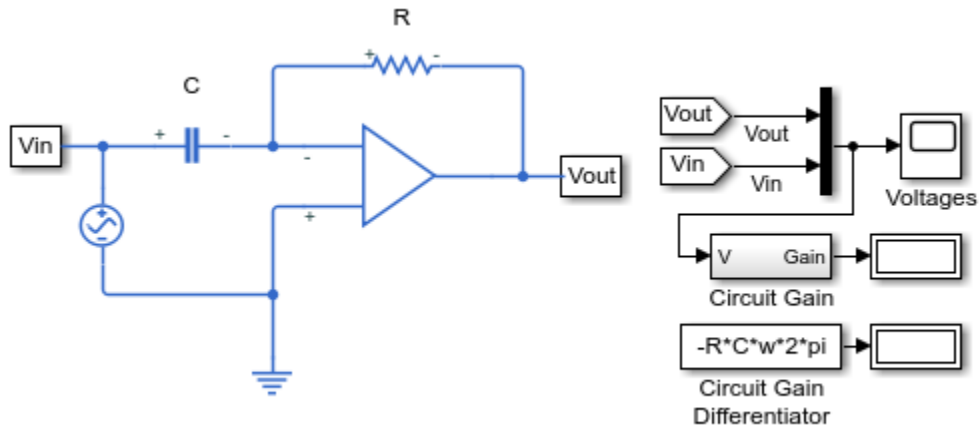 R
C
+
-
+
-
Vin
-
+
+
-
Vout
Vout
Vout
Vin
Vin
Voltages
V
Gain
Circuit Gain
-R*C*w*2*pi
Circuit Gain
Differentiator